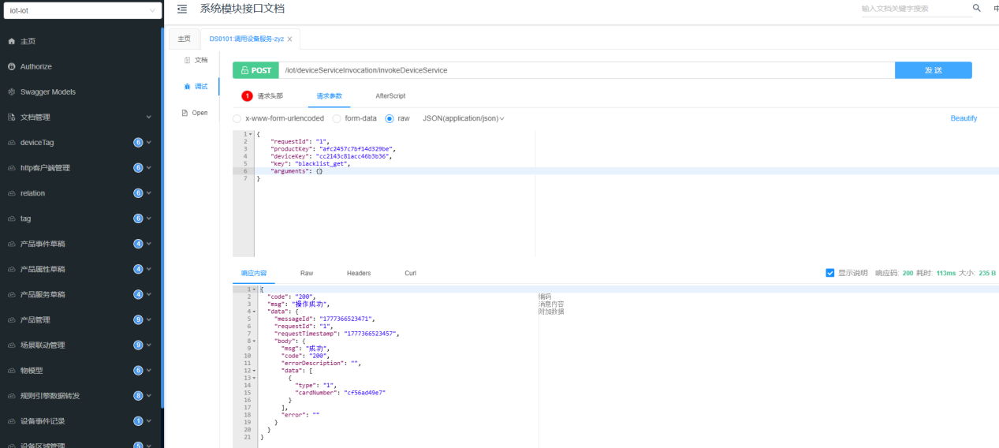 iot-iot
主页
Authorize
Swagger Models
文档管理
deviceTag 6
http客户端管理 6
relation 6
tag 6
产品事件草稿 4
产品属性草稿 4
产品服务草稿 4
产品管理 9
场景联动管理 9
物模型 6
规则引擎数据转发 8
设备事件记录 1
设备区域管理 5
系统模块接口文档
输入文档关键字搜索
中
主页
DS0101:调用设备服务-zyz X
文档
调试
Open
POST /iot/deviceServiceInvocation/invokeDeviceService 发 送
1 请求头部 请求参数 AfterScript
x-www-form-urlencoded form-data raw JSON(application/json) Beautify
1 {
2 "requestId": "1",
3 "productKey": "afc2457c7bf14d329be",
4 "deviceKey": "cc2143c81acc46b3b36",
5 "key": "blacklist_get",
6 "arguments": {}
7 }
响应内容 Raw Headers Curl 显示说明 响应码: 200 耗时: 113ms 大小: 235 B
1 {
2 "code": "200", 编码
3 "msg": "操作成功", 消息内容
4 "data": { 附加数据
5 "messageId": "1777366523471",
6 "requestId": "1",
7 "requestTimestamp": "1777366523457",
8 "body": {
9 "msg": "成功",
10 "code": "200",
11 "errorDescription": "",
12 "data": [
13 {
14 "type": "1",
15 "cardNumber": "cf56ad49e7"
16 }
17 ],
18 "error": ""
19 }
20 }
21 }